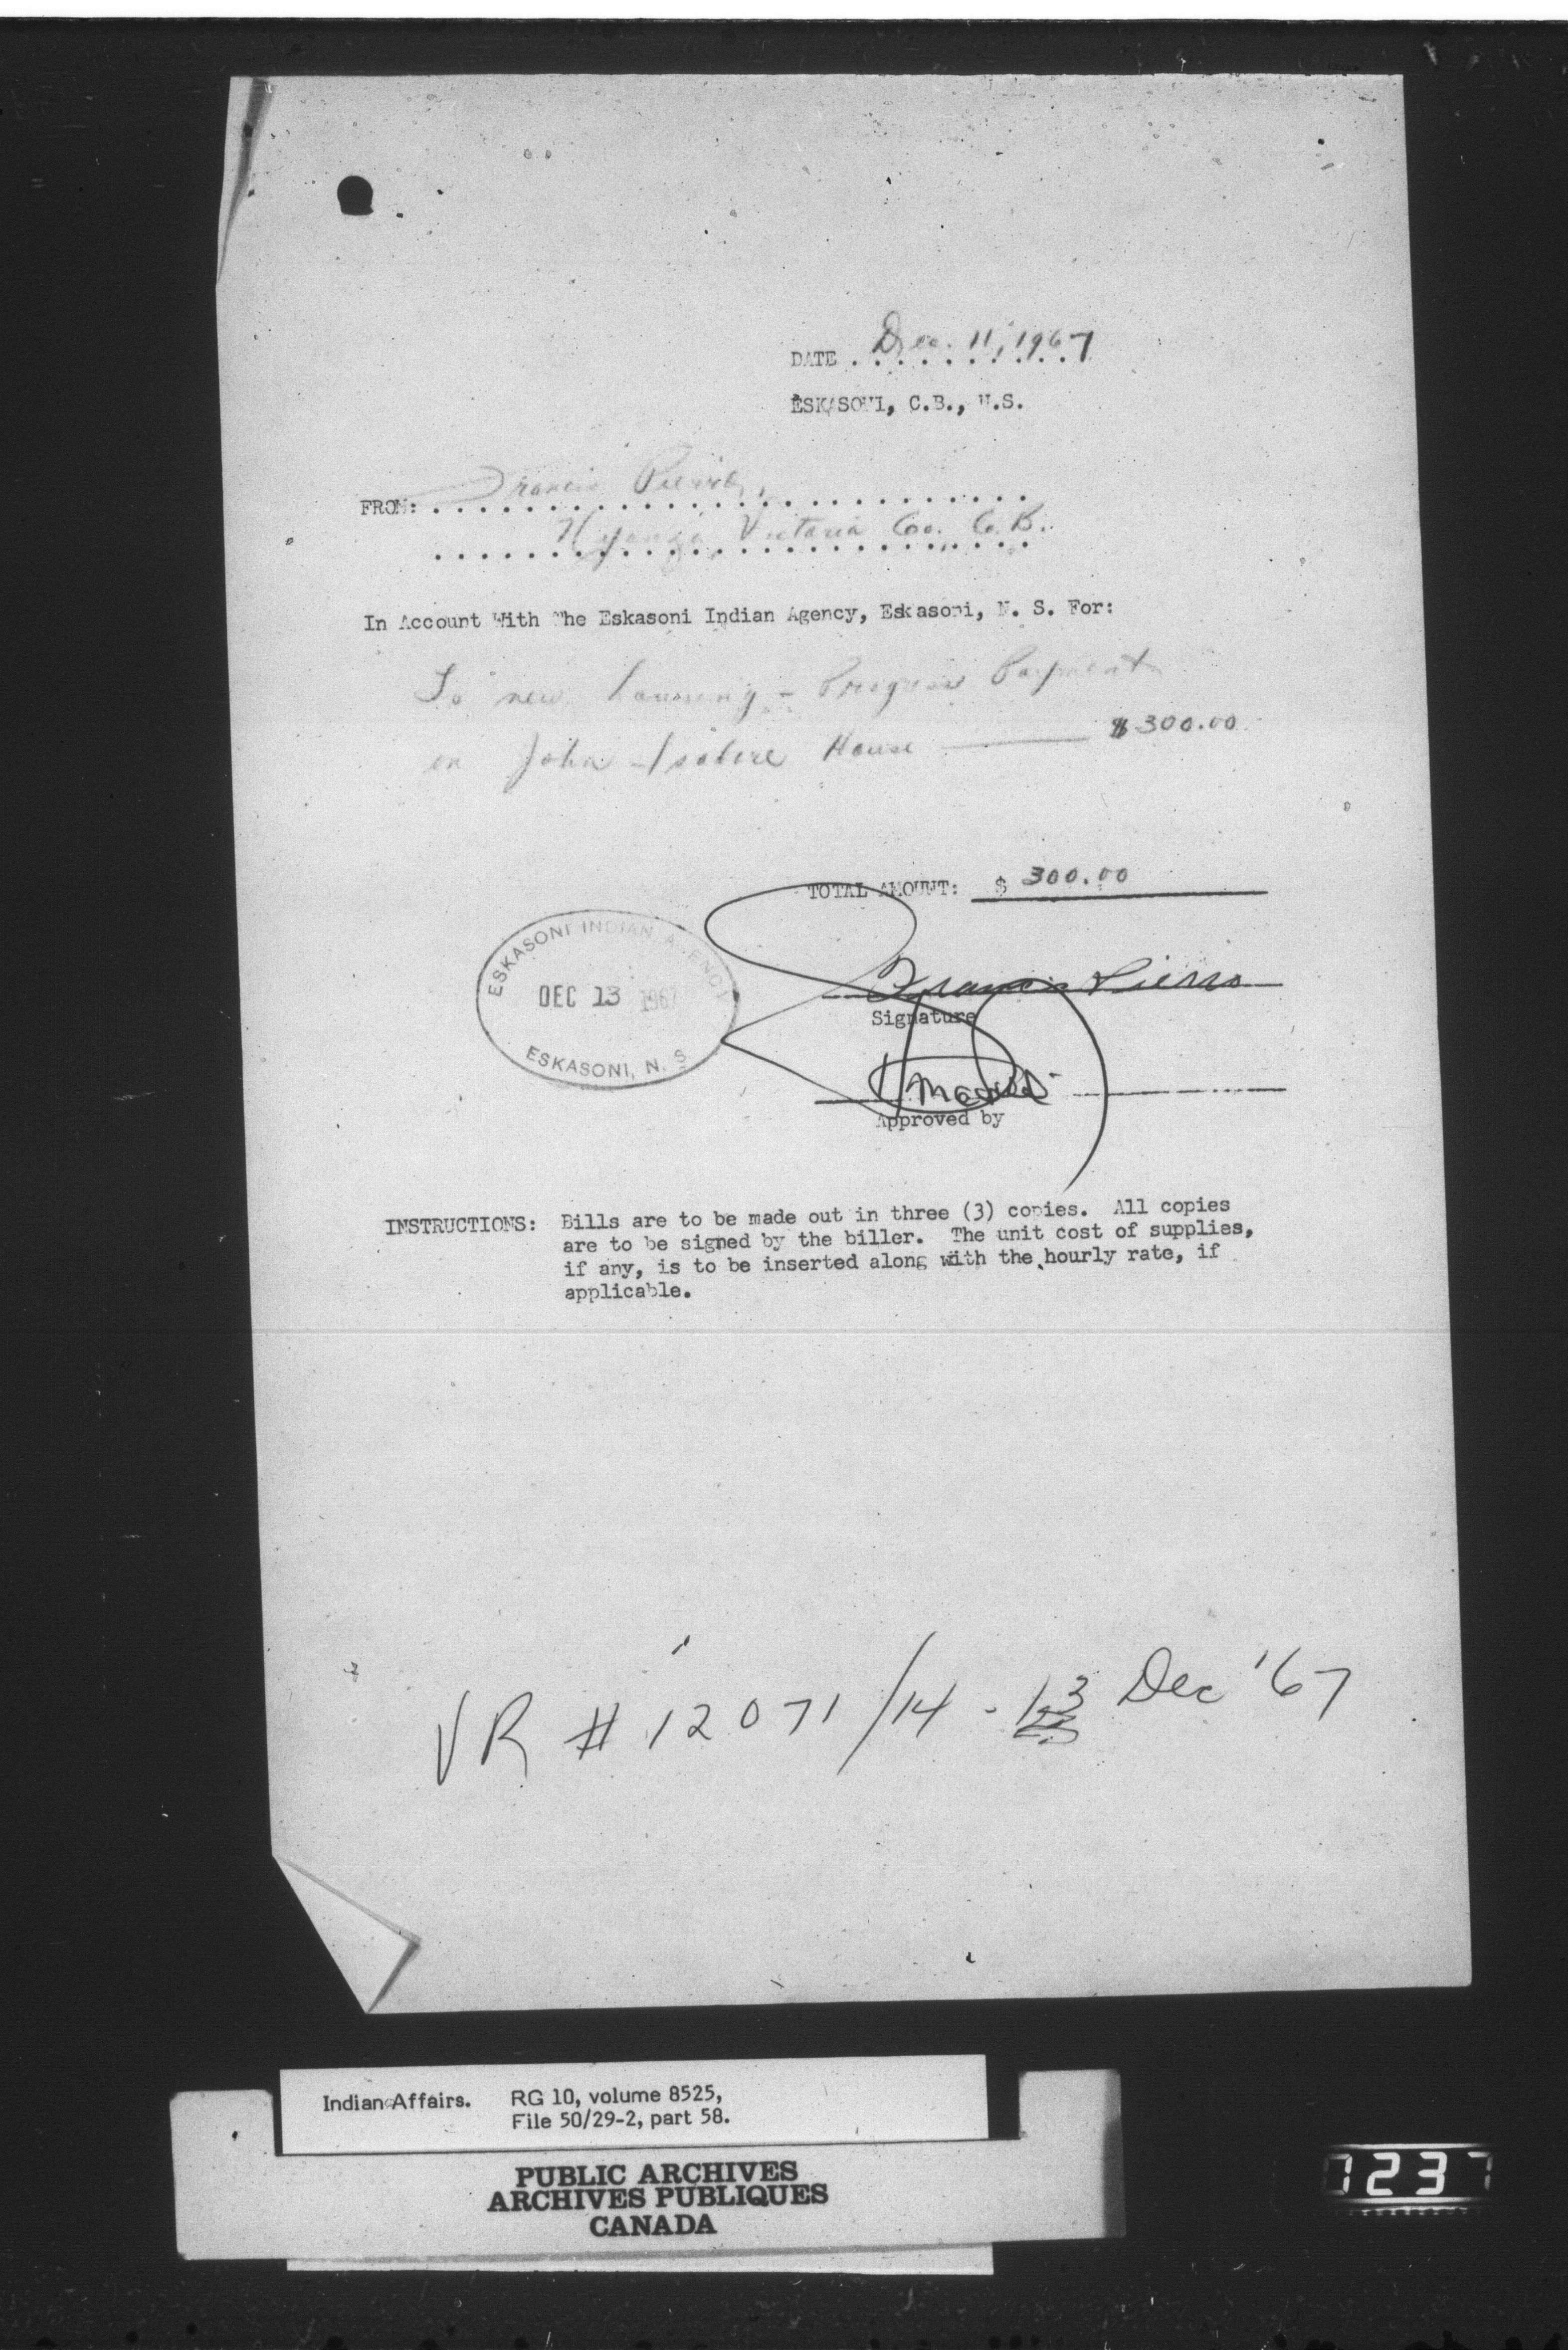 DATE Dec. 11, 1967
ESKASONI, C.B., N.S.
FROM: Francis Pierro,
Nyanza Victoria Co. C.B.
In Account With The Eskasoni Indian Agency, Eskasoni, N. S. For:
To new housing - Progress Payment
on John Isadore House $300.00
TOTAL AMOUNT: $ 300.00
ESKASONI INDIAN AGENCY
DEC 13 1967
ESKASONI, N. S.
Francis Pierro
Signature
Approved by
INSTRUCTIONS: Bills are to be made out in three (3) copies. All copies
are to be signed by the biller. The unit cost of supplies,
if any, is to be inserted along with the hourly rate, if
applicable.
VR # 12071/14 - 13 Dec '67
Indian Affairs. RG 10, volume 8525,
File 50/29-2, part 58.
PUBLIC ARCHIVES
ARCHIVES PUBLIQUES
CANADA
1237